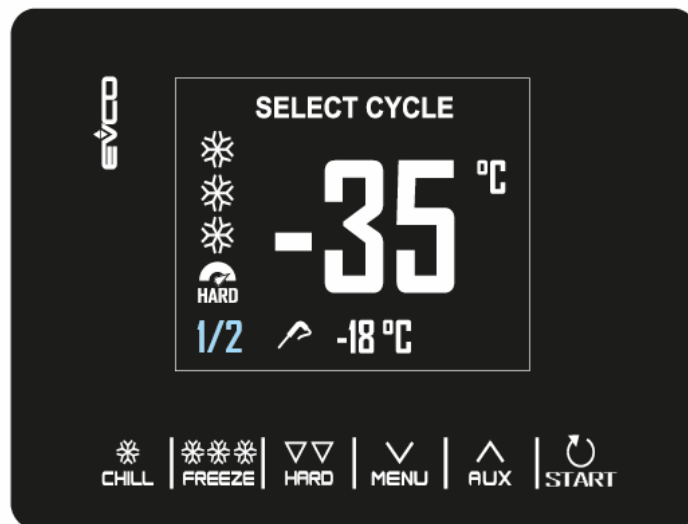 EVCO
SELECT CYCLE
-35 °C
HARD
1/2 -18 °C
CHILL FREEZE HARD MENU AUX START